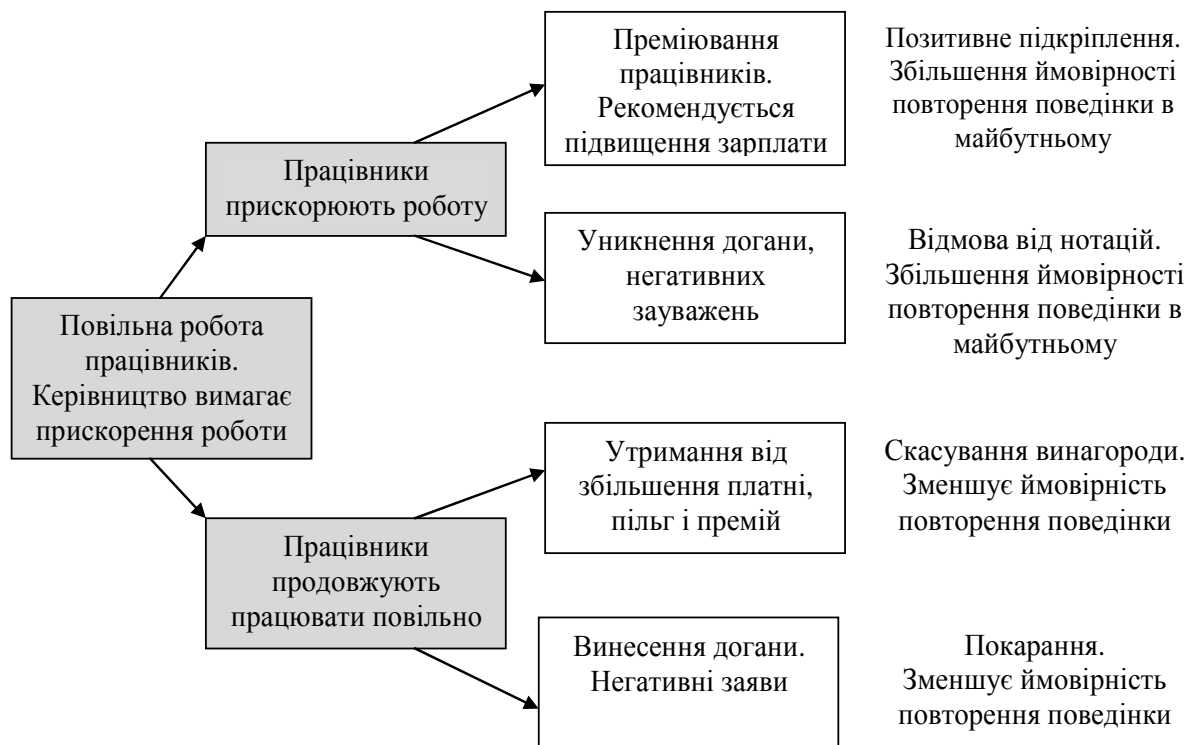 Преміювання
працівників.
Рекомендується
підвищення зарплати
Позитивне підкріплення.
Збільшення ймовірності
повторення поведінки в
майбутньому
Працівники
прискорюють роботу
Уникнення догани,
негативних
зауважень
Відмова від нотацій.
Збільшення ймовірності
повторення поведінки в
майбутньому
Повільна робота
працівників.
Керівництво вимагає
прискорення роботи
Утримання від
збільшення платні,
пільг і премій
Скасування винагороди.
Зменшує ймовірність
повторення поведінки
Працівники
продовжують
працювати повільно
Винесення догани.
Негативні заяви
Покарання.
Зменшує ймовірність
повторення поведінки